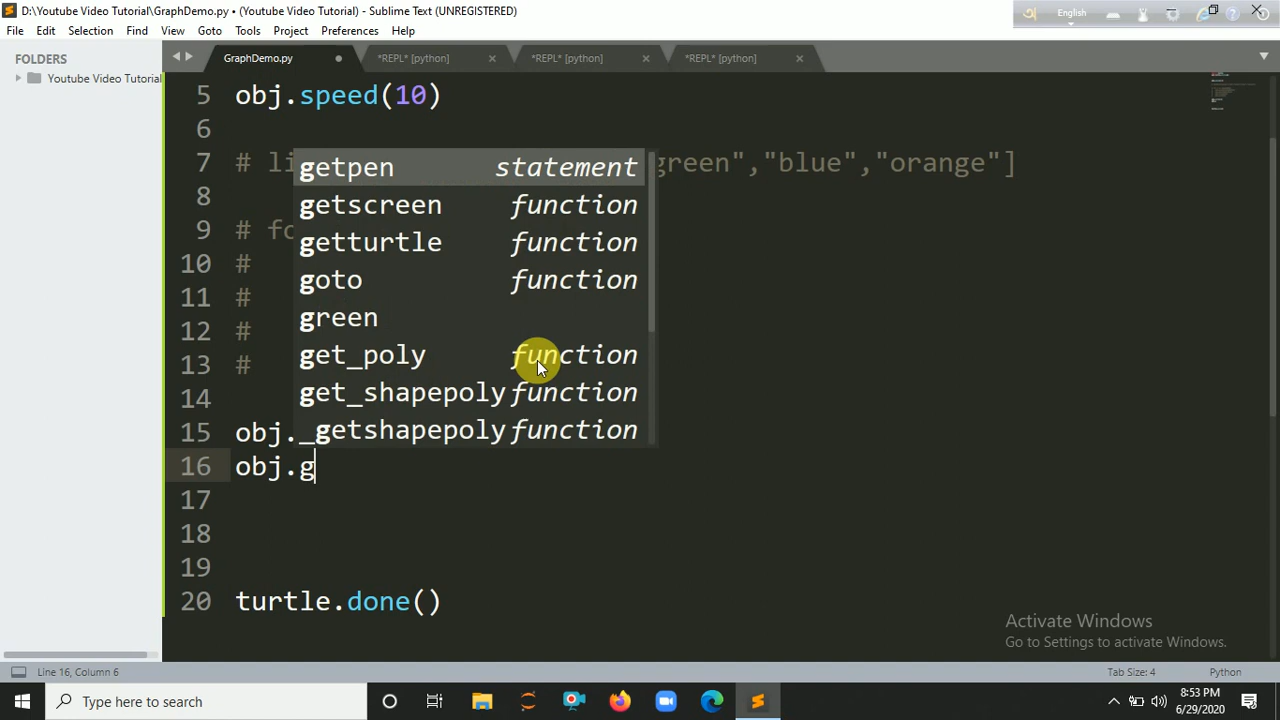 D:\Youtube Video Tutorial\GraphDemo.py • (Youtube Video Tutorial) - Sublime Text (UNREGISTERED)
English
File Edit Selection Find View Goto Tools Project Preferences Help
FOLDERS
Youtube Video Tutorial
GraphDemo.py
*REPL* [python]
*REPL* [python]
*REPL* [python]
5 obj.speed(10)
6
7 # li green","blue","orange"]
8
9 # fo
10 #
11 #
12 #
13 #
14
15 obj.
16 obj.g
17
18
19
20 turtle.done()
getpen statement
getscreen function
getturtle function
goto function
green
get_poly function
get_shapepoly function
_getshapepoly function
Activate Windows
Go to Settings to activate Windows.
Line 16, Column 6
Tab Size: 4
Python
Type here to search
8:53 PM
6/29/2020